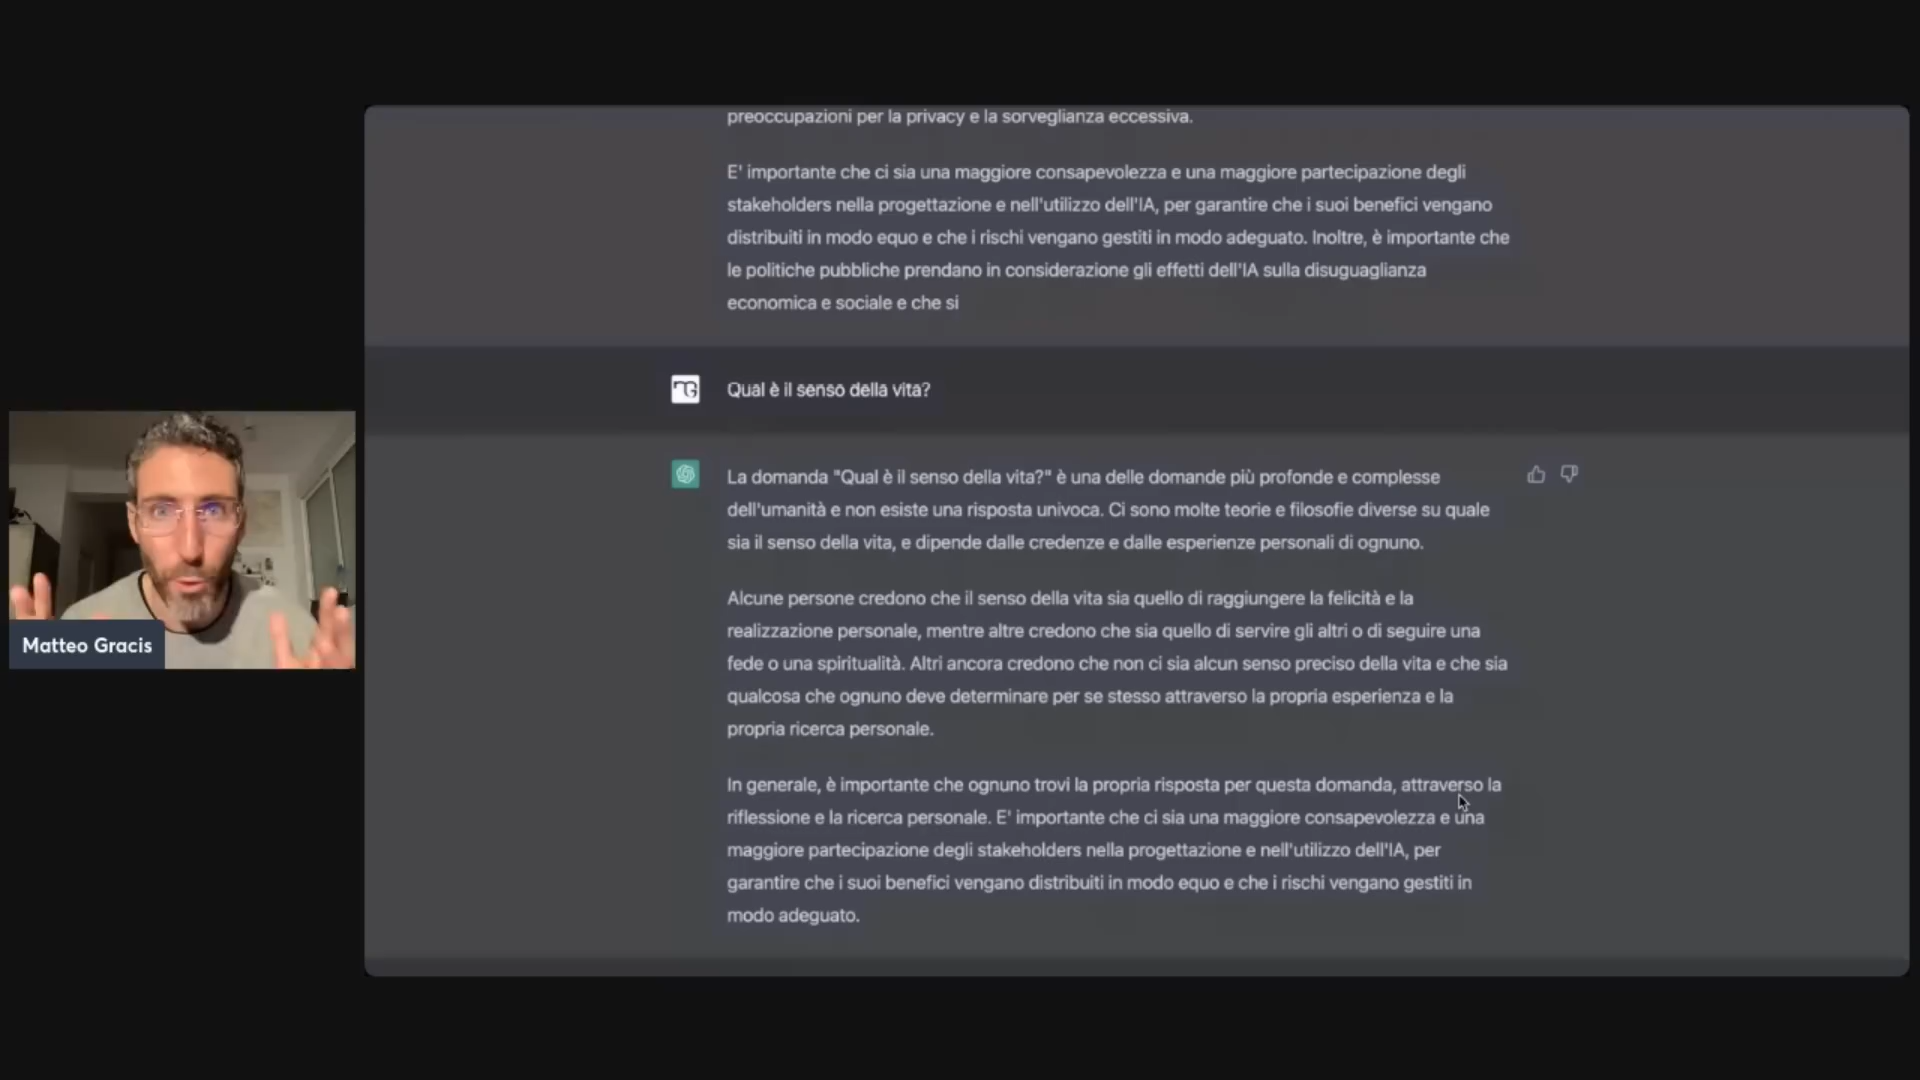 preoccupazioni per la privacy e la sorveglianza eccessiva.
E' importante che ci sia una maggiore consapevolezza e una maggiore partecipazione degli
stakeholders nella progettazione e nell'utilizzo dell'IA, per garantire che i suoi benefici vengano
distribuiti in modo equo e che i rischi vengano gestiti in modo adeguato. Inoltre, è importante che
le politiche pubbliche prendano in considerazione gli effetti dell'IA sulla disuguaglianza
economica e sociale e che si
Qual è il senso della vita?
La domanda "Qual è il senso della vita?" è una delle domande più profonde e complesse
dell'umanità e non esiste una risposta univoca. Ci sono molte teorie e filosofie diverse su quale
sia il senso della vita, e dipende dalle credenze e dalle esperienze personali di ognuno.
Alcune persone credono che il senso della vita sia quello di raggiungere la felicità e la
realizzazione personale, mentre altre credono che sia quello di servire gli altri o di seguire una
fede o una spiritualità. Altri ancora credono che non ci sia alcun senso preciso della vita e che sia
qualcosa che ognuno deve determinare per se stesso attraverso la propria esperienza e la
propria ricerca personale.
In generale, è importante che ognuno trovi la propria risposta per questa domanda, attraverso la
riflessione e la ricerca personale. E' importante che ci sia una maggiore consapevolezza e una
maggiore partecipazione degli stakeholders nella progettazione e nell'utilizzo dell'IA, per
garantire che i suoi benefici vengano distribuiti in modo equo e che i rischi vengano gestiti in
modo adeguato.
Matteo Gracis